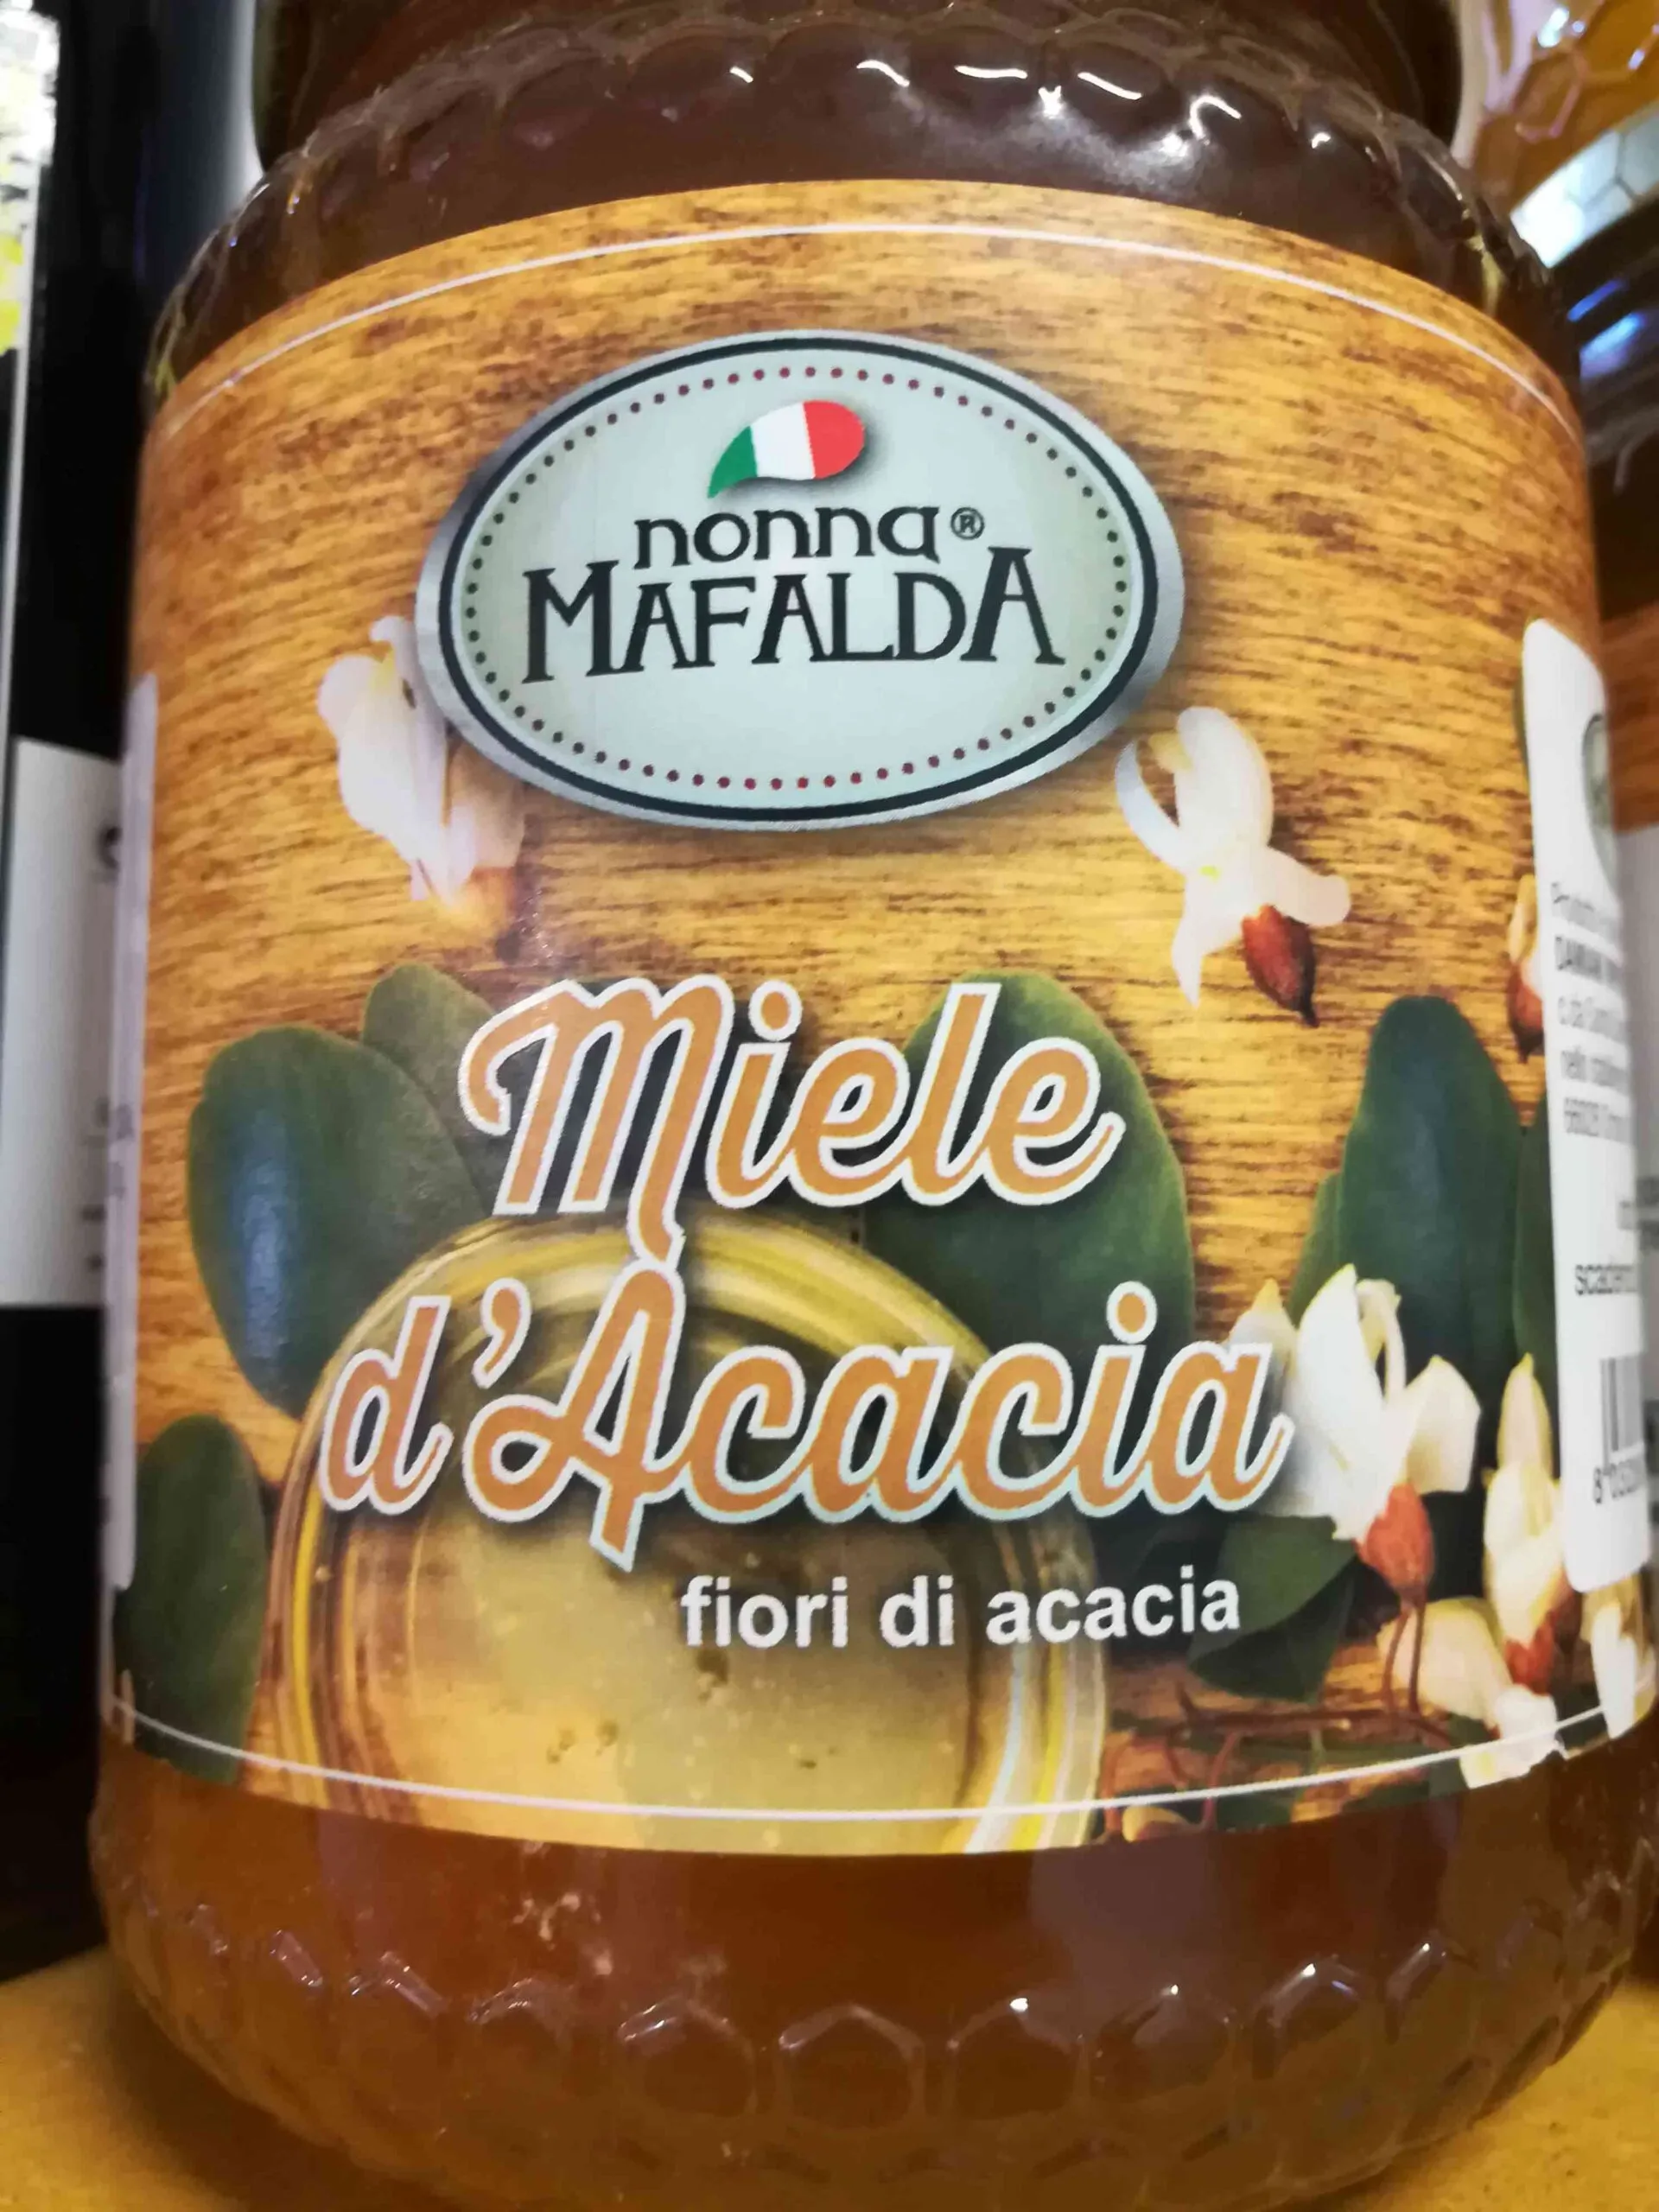 nonna®
MAFALDA
Miele
d'Acacia
fiori di acacia